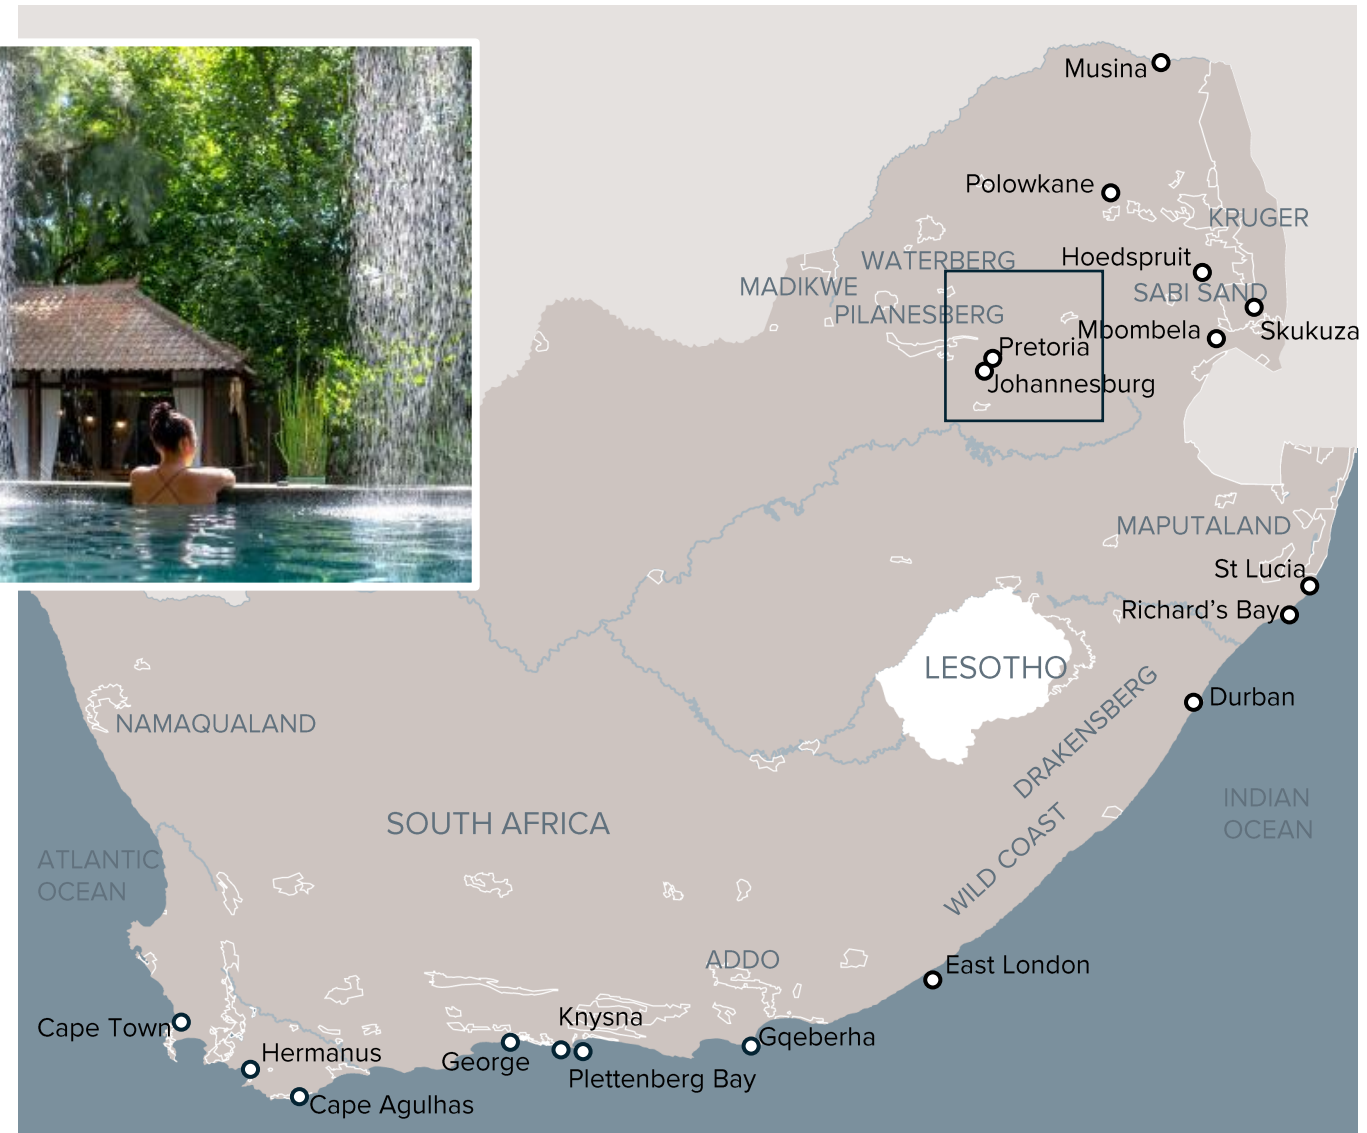 Musina
Polowkane
KRUGER
Hoedspruit
WATERBERG
MADIKWE
SABI SAND
PILANESBERG
Mbombela
Skukuza
Pretoria
Johannesburg
MAPUTALAND
St Lucia
Richard's Bay
LESOTHO
Durban
DRAKENSBERG
NAMAQUALAND
INDIAN
OCEAN
SOUTH AFRICA
WILD COAST
ATLANTIC
OCEAN
ADDO
East London
Knysna
Cape Town
Gqeberha
Hermanus
George
Plettenberg Bay
Cape Agulhas